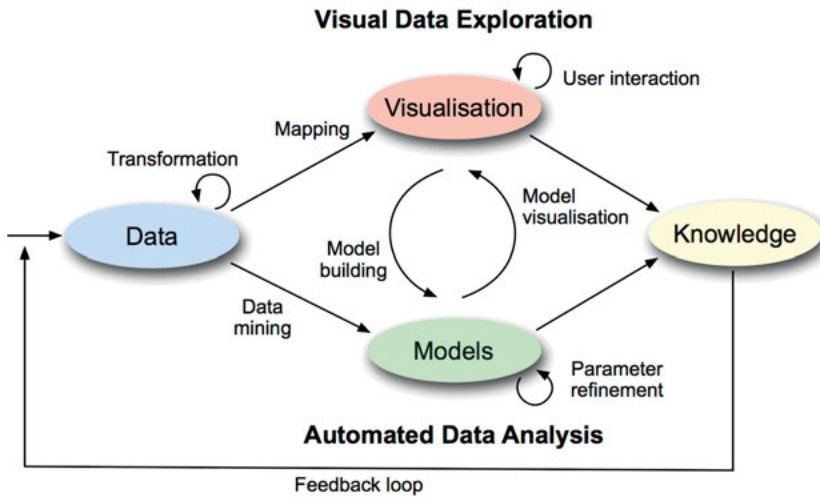 Visual Data Exploration
User interaction
Visualisation
Mapping
Transformation
Model
visualisation
Data
Knowledge
Model
building
Data
mining
Models
Parameter
refinement
Automated Data Analysis
Feedback loop